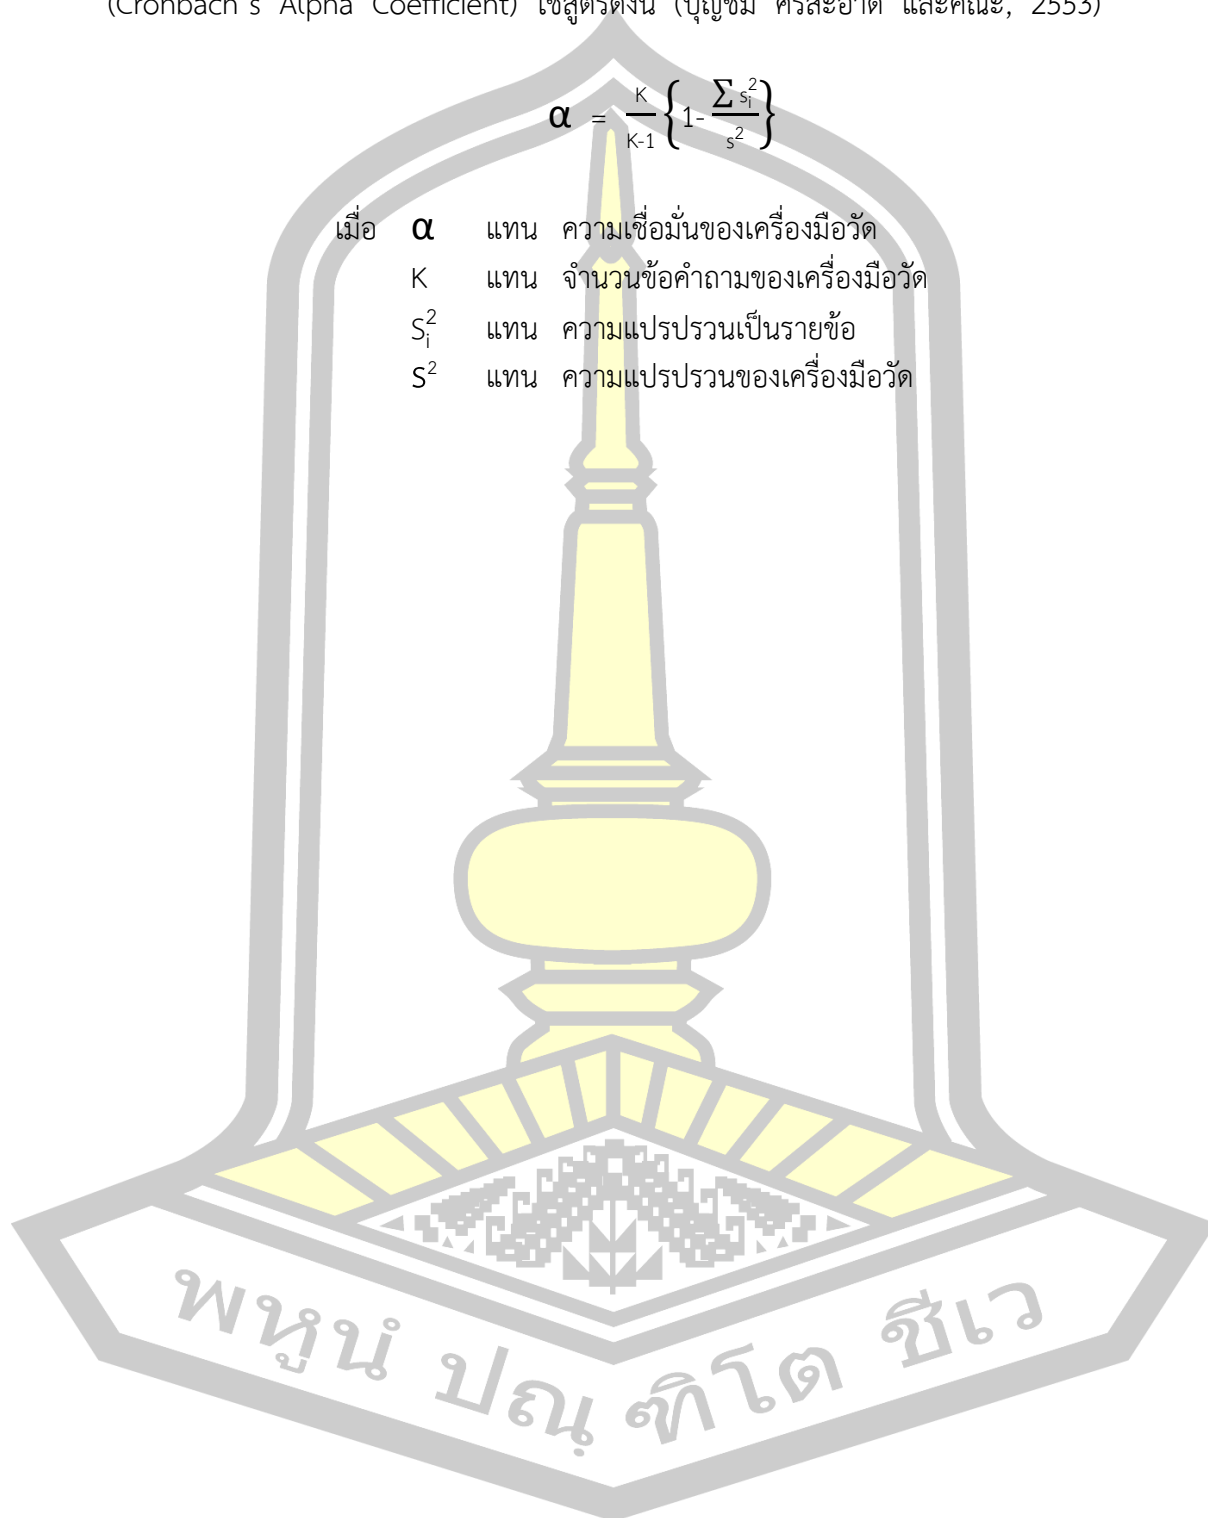 (Cronbach's Alpha Coefficient) ใช้สูตรดังนี้ (บุญชม ศรีสะอาด และคณะ, 2553)
α = K/K-1 {1- ∑ s_i^2/s^2}
เมื่อ α แทน ความเชื่อมั่นของเครื่องมือวัด
K แทน จำนวนข้อคำถามของเครื่องมือวัด
S_i^2 แทน ความแปรปรวนเป็นรายข้อ
S^2 แทน ความแปรปรวนของเครื่องมือวัด
พหูนํ ปณฺฑิโต ชีเว